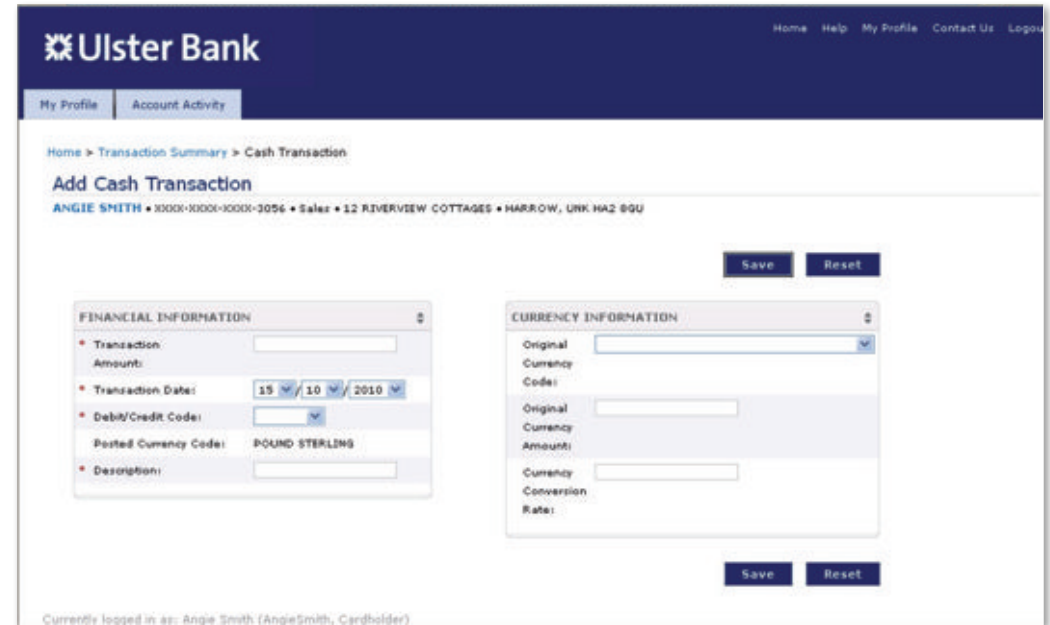 Home Help My Profile Contact Us Logou
Ulster Bank
My Profile Account Activity
Home > Transaction Summary > Cash Transaction
Add Cash Transaction
ANGIE SMITH • XXXX-XXXX-XXXX-3056 • Sales • 12 RIVERVIEW COTTAGES • HARROW, UNK HA2 8GU
Save Reset
FINANCIAL INFORMATION
* Transaction
Amount:
* Transaction Date: 15 / 10 / 2010
* Debit/Credit Code:
Posted Currency Code: POUND STERLING
* Description:
CURRENCY INFORMATION
Original
Currency
Code:
Original
Currency
Amount:
Currency
Conversion
Rate:
Save Reset
Currently logged in as: Angie Smith (AngieSmith, Cardholder)